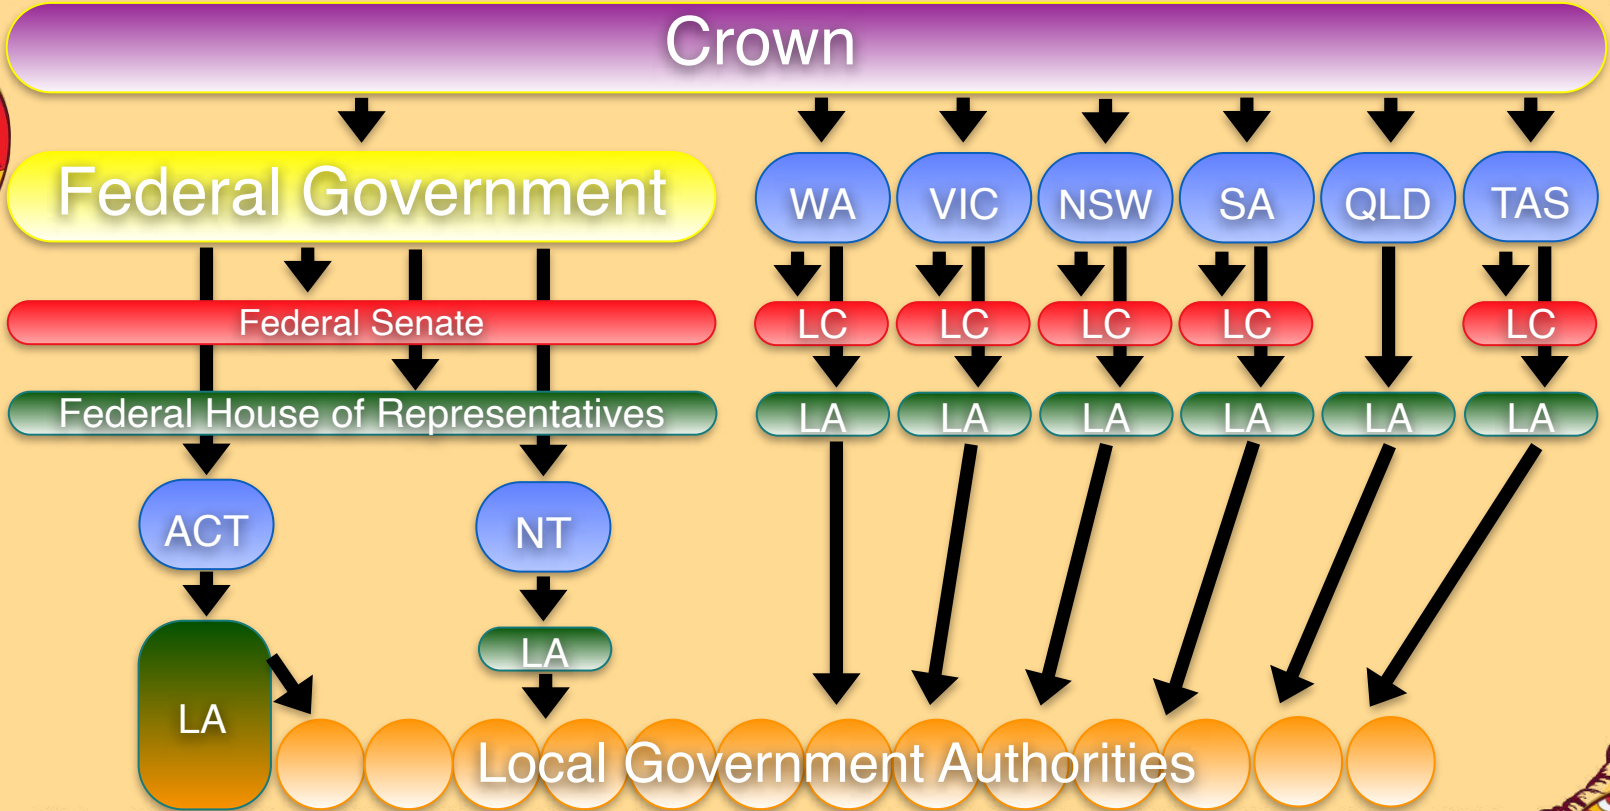 Crown
Federal Government
WA
VIC
NSW
SA
QLD
TAS
Federal Senate
LC
LC
LC
LC
LC
Federal House of Representatives
LA
LA
LA
LA
LA
LA
ACT
NT
LA
LA
Local Government Authorities